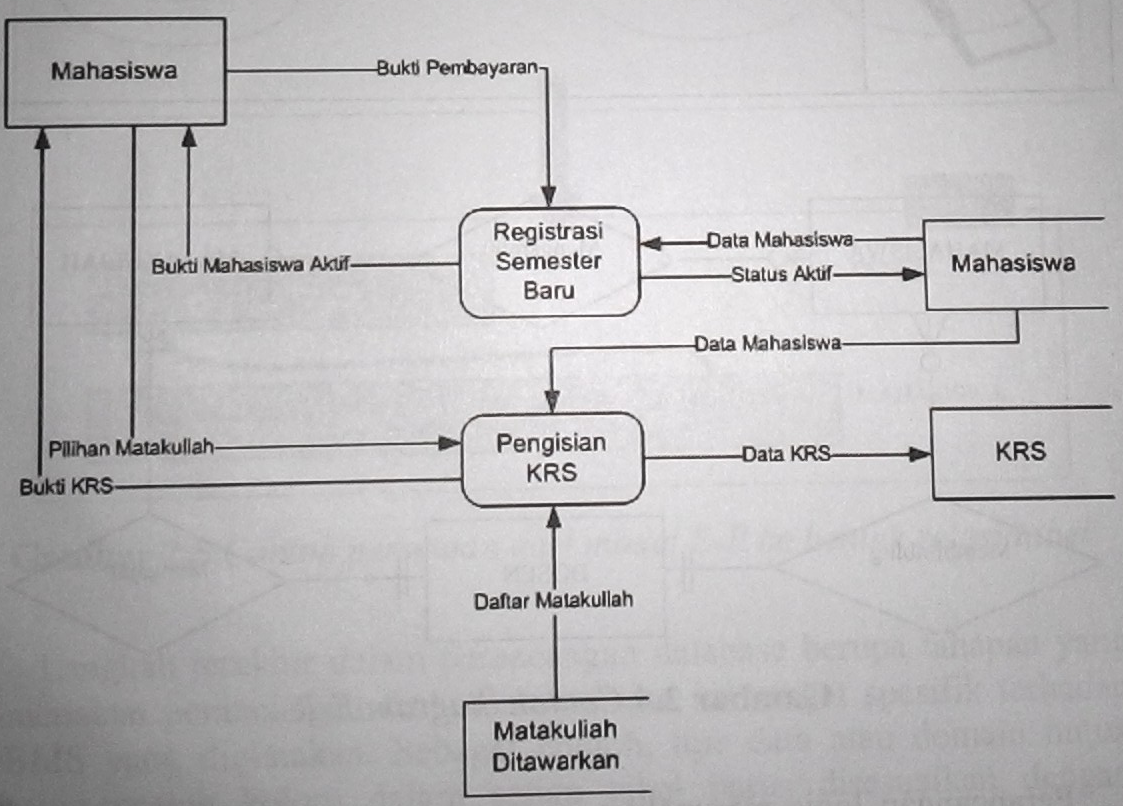 Mahasiswa
Bukti Pembayaran
Registrasi
Semester
Baru
Data Mahasiswa
Status Aktif
Mahasiswa
Bukti Mahasiswa Aktif
Data Mahasiswa
Pilihan Matakuliah
Pengisian
KRS
Data KRS
KRS
Bukti KRS
Daftar Matakuliah
Matakuliah
Ditawarkan